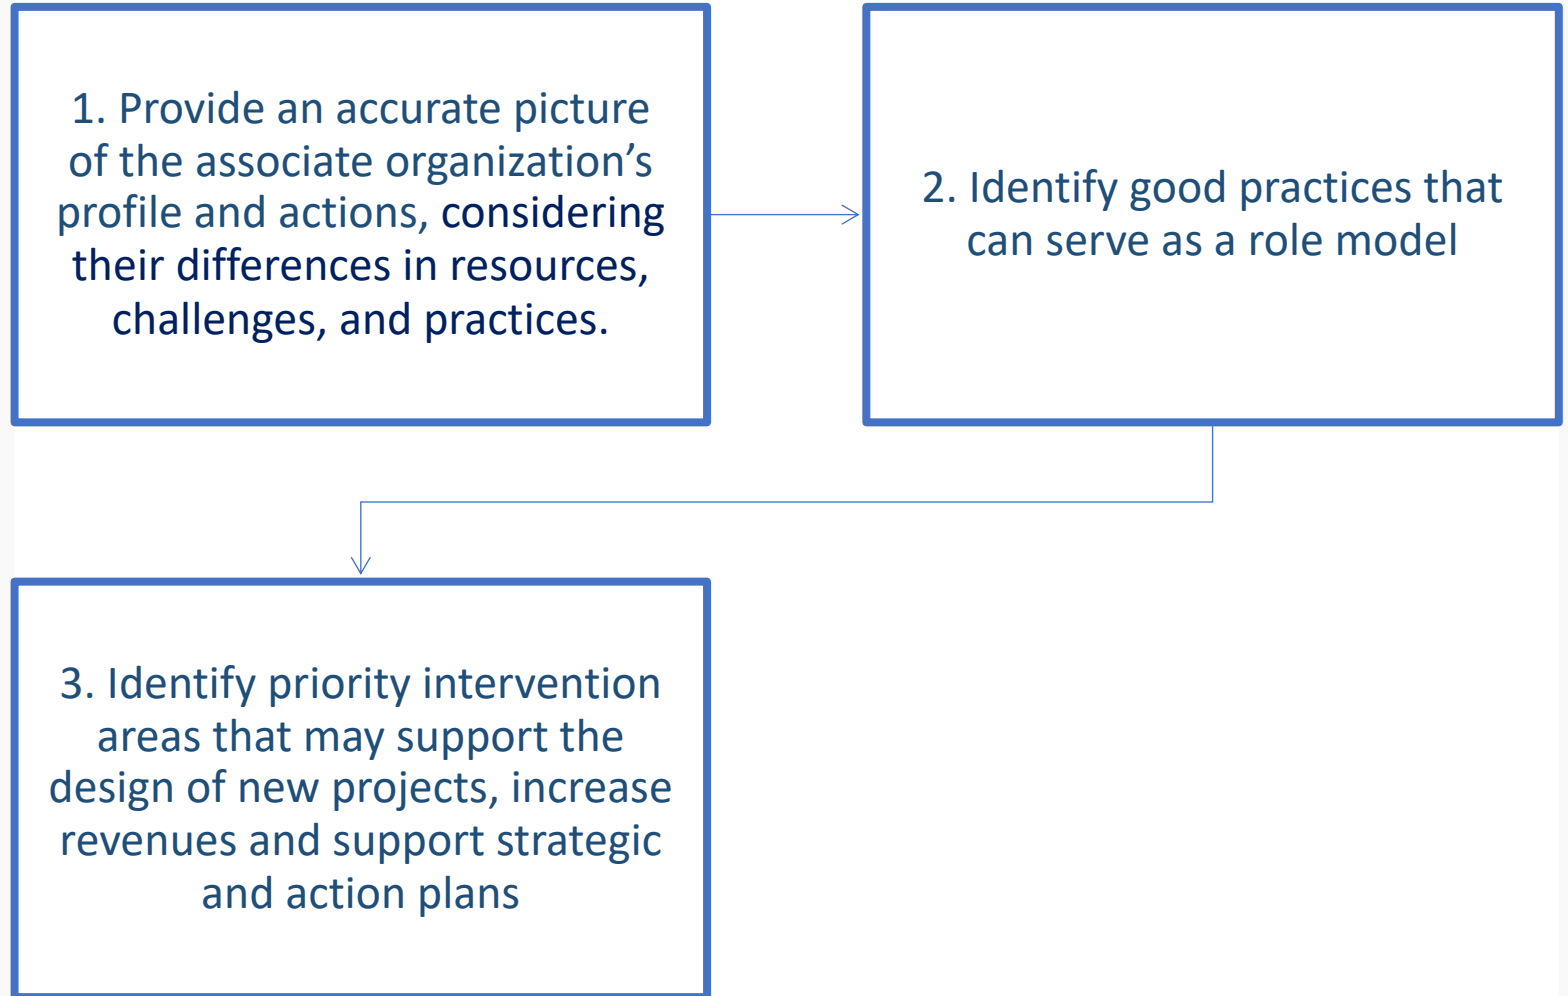 1. Provide an accurate picture
of the associate organization’s
profile and actions, considering
their differences in resources,
challenges, and practices.
2. Identify good practices that
can serve as a role model
3. Identify priority intervention
areas that may support the
design of new projects, increase
revenues and support strategic
and action plans